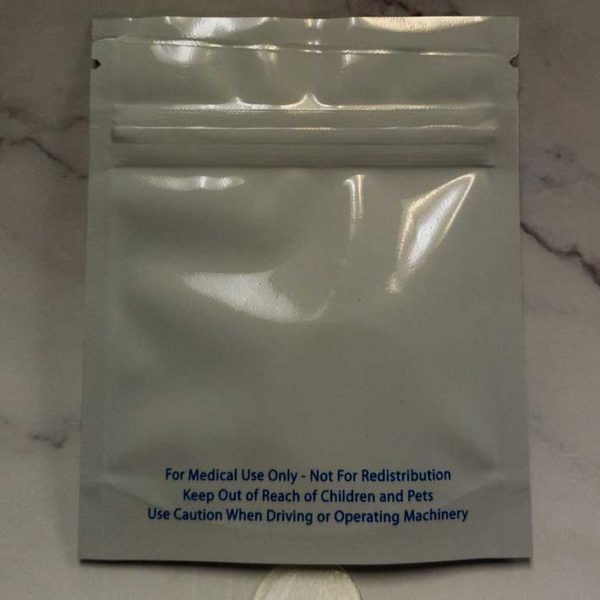 For Medical Use Only - Not For Redistribution
Keep Out of Reach of Children and Pets
Use Caution When Driving or Operating Machinery